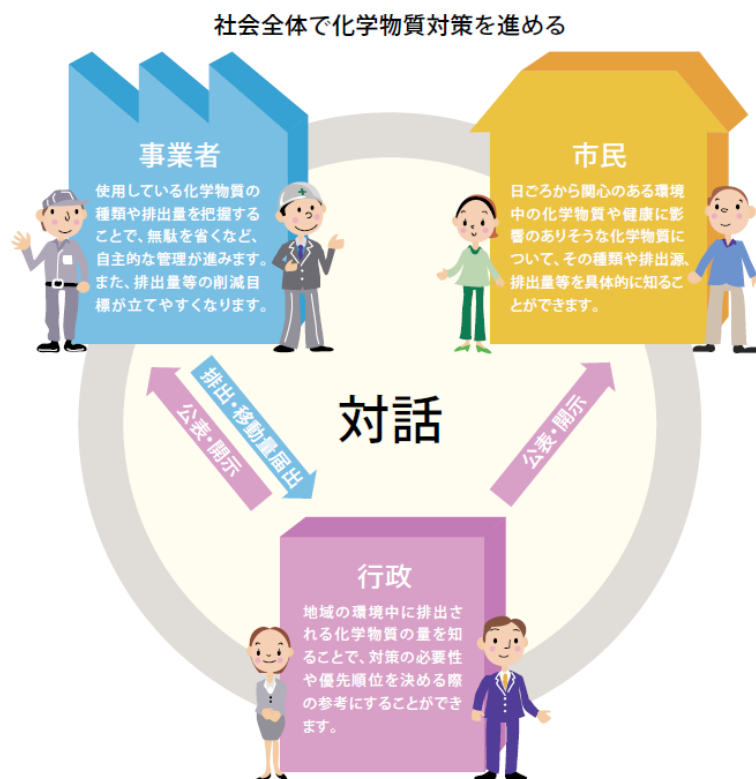 社会全体で化学物質対策を進める
事業者
使用している化学物質の
種類や排出量を把握する
ことで、無駄を省くなど、
自主的な管理が進みます。
また、排出量等の削減目
標が立てやすくなります。
市民
日ごろから関心のある環境
中の化学物質や健康に影
響のありそうな化学物質に
ついて、その種類や排出源、
排出量等を具体的に知るこ
とができます。
排出・移動量届出
公表・開示
対話
公表・開示
行政
地域の環境中に排出さ
れる化学物質の量を知
ることで、対策の必要性
や優先順位を決める際
の参考にすることができ
ます。